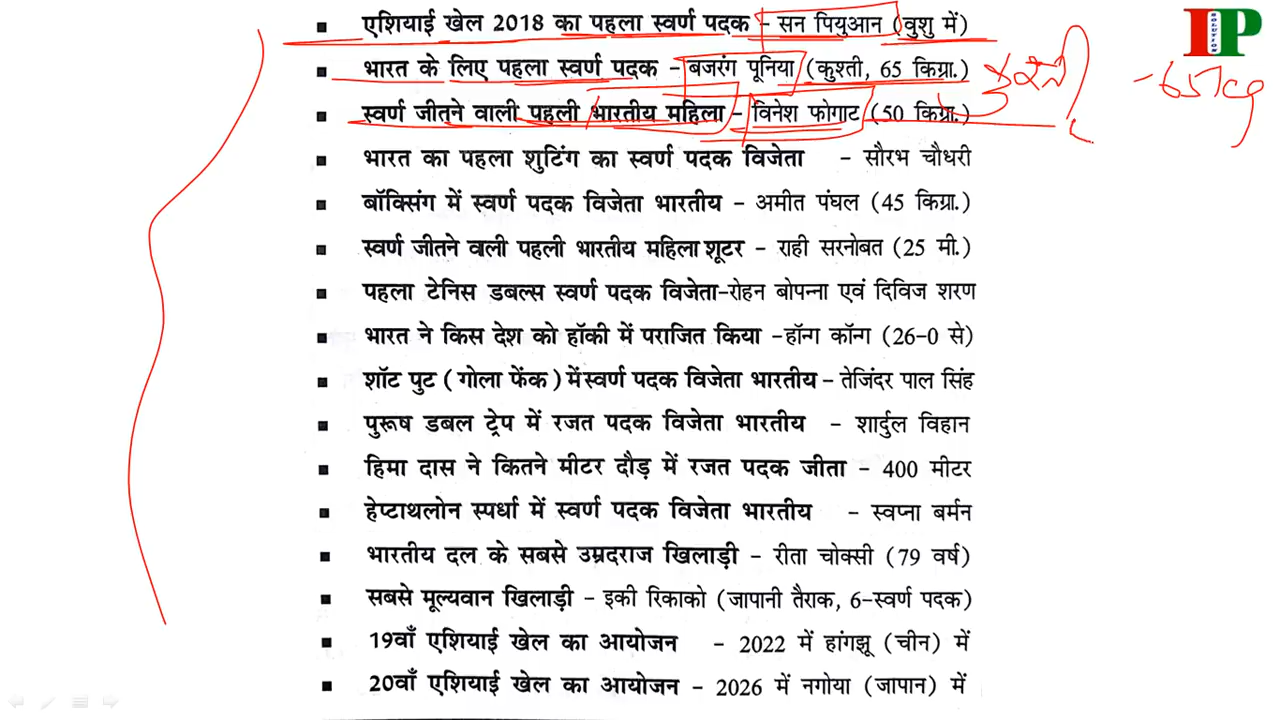 ■ एशियाई खेल 2018 का पहला स्वर्ण पदक - सन पियुआन (वुशु में)
■ भारत के लिए पहला स्वर्ण पदक - बजरंग पूनिया (कुश्ती, 65 किग्रा.)
■ स्वर्ण जीतने वाली पहली भारतीय महिला - विनेश फोगाट (50 किग्रा.)
■ भारत का पहला शुटिंग का स्वर्ण पदक विजेता - सौरभ चौधरी
■ बॉक्सिंग में स्वर्ण पदक विजेता भारतीय - अमीत पंघल (45 किग्रा.)
■ स्वर्ण जीतने वाली पहली भारतीय महिला शूटर - राही सरनोबत (25 मी.)
■ पहला टेनिस डबल्स स्वर्ण पदक विजेता-रोहन बोपन्ना एवं दिविज शरण
■ भारत ने किस देश को हॉकी में पराजित किया -हॉन्ग कॉन्ग (26-0 से)
■ शॉट पुट (गोला फेंक) में स्वर्ण पदक विजेता भारतीय - तेजिंदर पाल सिंह
■ पुरूष डबल ट्रेप में रजत पदक विजेता भारतीय - शार्दुल विहान
■ हिमा दास ने कितने मीटर दौड़ में रजत पदक जीता - 400 मीटर
■ हेप्टाथलोन स्पर्धा में स्वर्ण पदक विजेता भारतीय - स्वप्ना बर्मन
■ भारतीय दल के सबसे उम्रदराज खिलाड़ी - रीता चोक्सी (79 वर्ष)
■ सबसे मूल्यवान खिलाड़ी - इकी रिकाको (जापानी तैराक, 6-स्वर्ण पदक)
■ 19वाँ एशियाई खेल का आयोजन - 2022 में हांगझू (चीन) में
■ 20वाँ एशियाई खेल का आयोजन - 2026 में नगोया (जापान) में
IP
SOLUTION
-65 kg